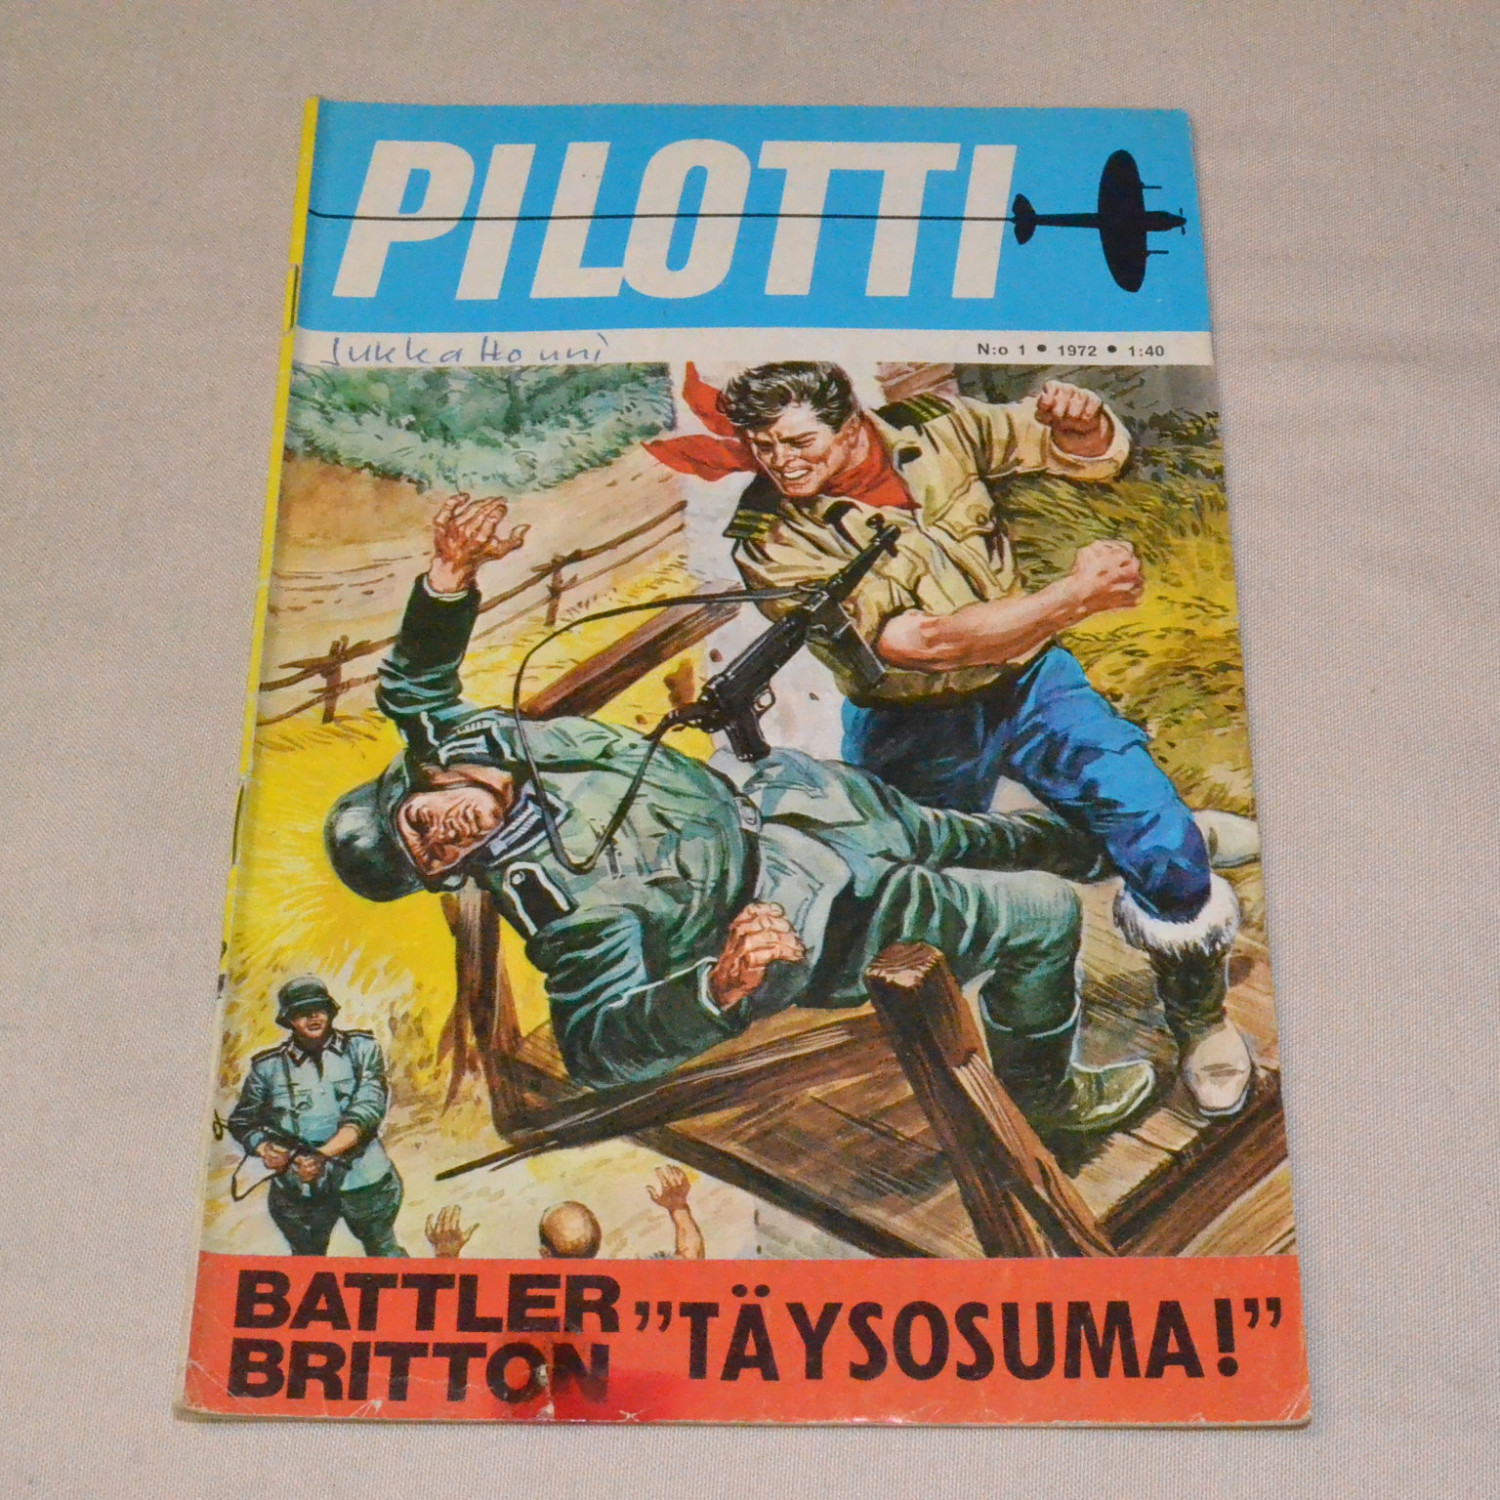 PILOTTI
Jukka Honni
N:o 1 • 1972 • 1:40
BATTLER
BRITTON
”TÄYSOSUMA!”